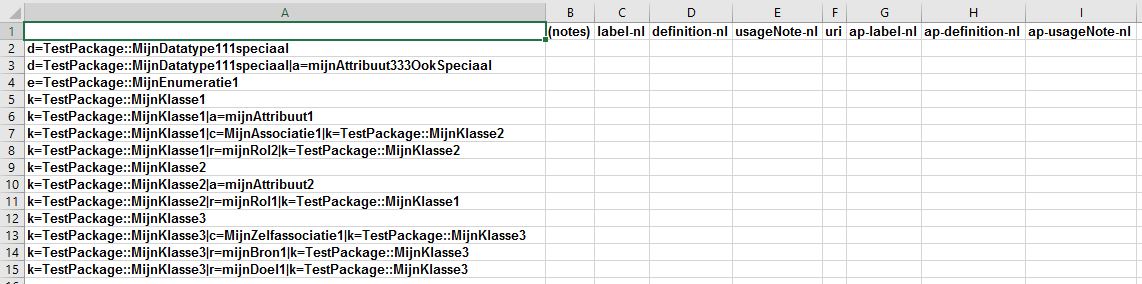 A B C D E F G H I
1 (notes) label-nl definition-nl usageNote-nl uri ap-label-nl ap-definition-nl ap-usageNote-nl
2 d=TestPackage::MijnDatatype111speciaal
3 d=TestPackage::MijnDatatype111speciaal|a=mijnAttribuut333OokSpeciaal
4 e=TestPackage::MijnEnumeratie1
5 k=TestPackage::MijnKlasse1
6 k=TestPackage::MijnKlasse1|a=mijnAttribuut1
7 k=TestPackage::MijnKlasse1|c=MijnAssociatie1|k=TestPackage::MijnKlasse2
8 k=TestPackage::MijnKlasse1|r=mijnRol2|k=TestPackage::MijnKlasse2
9 k=TestPackage::MijnKlasse2
10 k=TestPackage::MijnKlasse2|a=mijnAttribuut2
11 k=TestPackage::MijnKlasse2|r=mijnRol1|k=TestPackage::MijnKlasse1
12 k=TestPackage::MijnKlasse3
13 k=TestPackage::MijnKlasse3|c=MijnZelfassociatie1|k=TestPackage::MijnKlasse3
14 k=TestPackage::MijnKlasse3|r=mijnBron1|k=TestPackage::MijnKlasse3
15 k=TestPackage::MijnKlasse3|r=mijnDoel1|k=TestPackage::MijnKlasse3